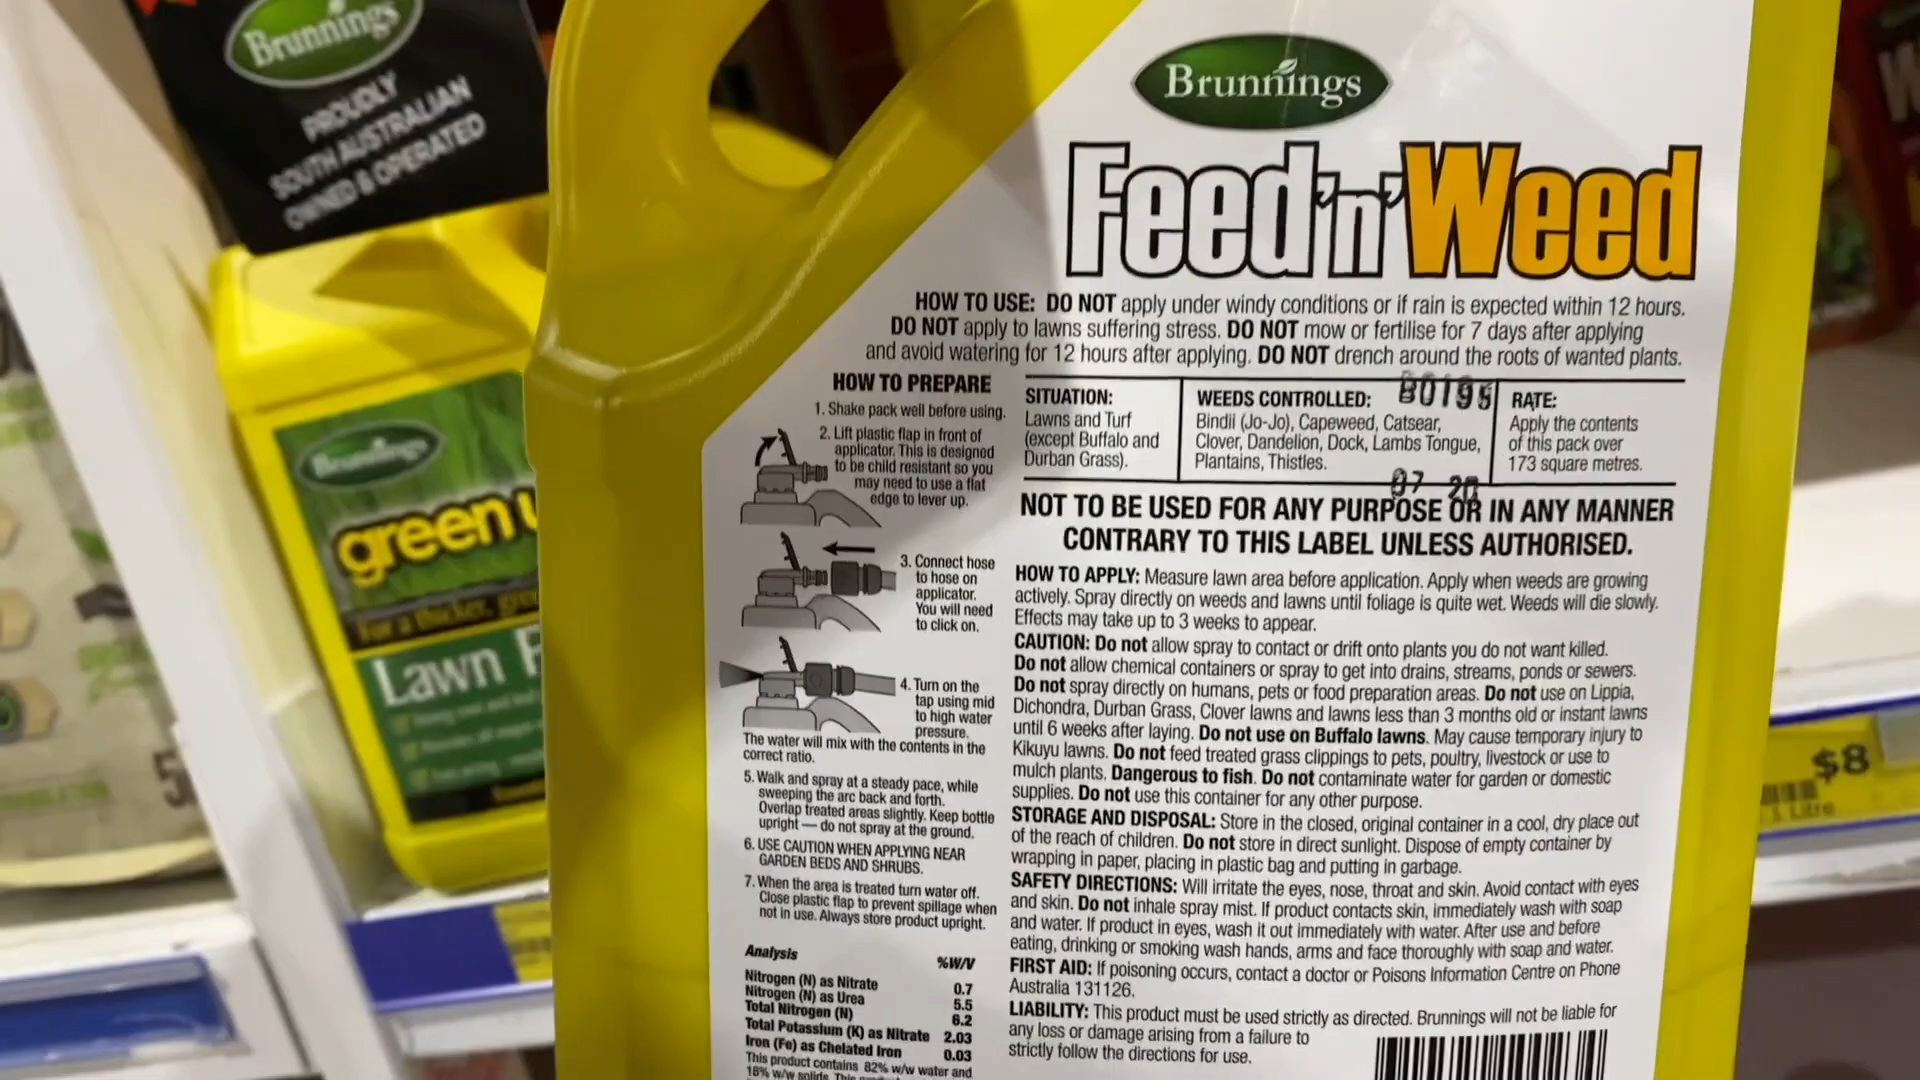 Brunnings
PROUDLY
SOUTH AUSTRALIAN
OWNED & OPERATED
Brunnings
green
For a thicker,
Lawn F
Brunnings
Feed'n'Weed
HOW TO USE: DO NOT apply under windy conditions or if rain is expected within 12 hours.
DO NOT apply to lawns suffering stress. DO NOT mow or fertilise for 7 days after applying
and avoid watering for 12 hours after applying. DO NOT drench around the roots of wanted plants.
HOW TO PREPARE
1. Shake pack well before using.
2. Lift plastic flap in front of
applicator. This is designed
to be child resistant so you
may need to use a flat
edge to lever up.
3. Connect hose
to hose on
applicator.
You will need
to click on.
4. Turn on the
tap using mid
to high water
pressure.
The water will mix with the contents in the
correct ratio.
5. Walk and spray at a steady pace, while
sweeping the arc back and forth.
Overlap treated areas slightly. Keep bottle
upright — do not spray at the ground.
6. USE CAUTION WHEN APPLYING NEAR
GARDEN BEDS AND SHRUBS.
7. When the area is treated turn water off.
Close plastic flap to prevent spillage when
not in use. Always store product upright.
Analysis
%W/V
Nitrogen (N) as Nitrate 0.7
Nitrogen (N) as Urea 5.5
Total Nitrogen (N) 6.2
Total Potassium (K) as Nitrate 2.03
Iron (Fe) as Chelated Iron 0.03
This product contains 82% w/w water and
18% w/w solids. This
SITUATION:
Lawns and Turf
(except Buffalo and
Durban Grass).
WEEDS CONTROLLED: B0195
Bindii (Jo-Jo), Capeweed, Catsear,
Clover, Dandelion, Dock, Lambs Tongue,
Plantains, Thistles.
07 20
RATE:
Apply the contents
of this pack over
173 square metres.
NOT TO BE USED FOR ANY PURPOSE OR IN ANY MANNER
CONTRARY TO THIS LABEL UNLESS AUTHORISED.
HOW TO APPLY: Measure lawn area before application. Apply when weeds are growing
actively. Spray directly on weeds and lawns until foliage is quite wet. Weeds will die slowly.
Effects may take up to 3 weeks to appear.
CAUTION: Do not allow spray to contact or drift onto plants you do not want killed.
Do not allow chemical containers or spray to get into drains, streams, ponds or sewers.
Do not spray directly on humans, pets or food preparation areas. Do not use on Lippia,
Dichondra, Durban Grass, Clover lawns and lawns less than 3 months old or instant lawns
until 6 weeks after laying. Do not use on Buffalo lawns. May cause temporary injury to
Kikuyu lawns. Do not feed treated grass clippings to pets, poultry, livestock or use to
mulch plants. Dangerous to fish. Do not contaminate water for garden or domestic
supplies. Do not use this container for any other purpose.
STORAGE AND DISPOSAL: Store in the closed, original container in a cool, dry place out
of the reach of children. Do not store in direct sunlight. Dispose of empty container by
wrapping in paper, placing in plastic bag and putting in garbage.
SAFETY DIRECTIONS: Will irritate the eyes, nose, throat and skin. Avoid contact with eyes
and skin. Do not inhale spray mist. If product contacts skin, immediately wash with soap
and water. If product in eyes, wash it out immediately with water. After use and before
eating, drinking or smoking wash hands, arms and face thoroughly with soap and water.
FIRST AID: If poisoning occurs, contact a doctor or Poisons Information Centre on Phone
Australia 131126.
LIABILITY: This product must be used strictly as directed. Brunnings will not be liable for
any loss or damage arising from a failure to
strictly follow the directions for use.
$8
1 Litre